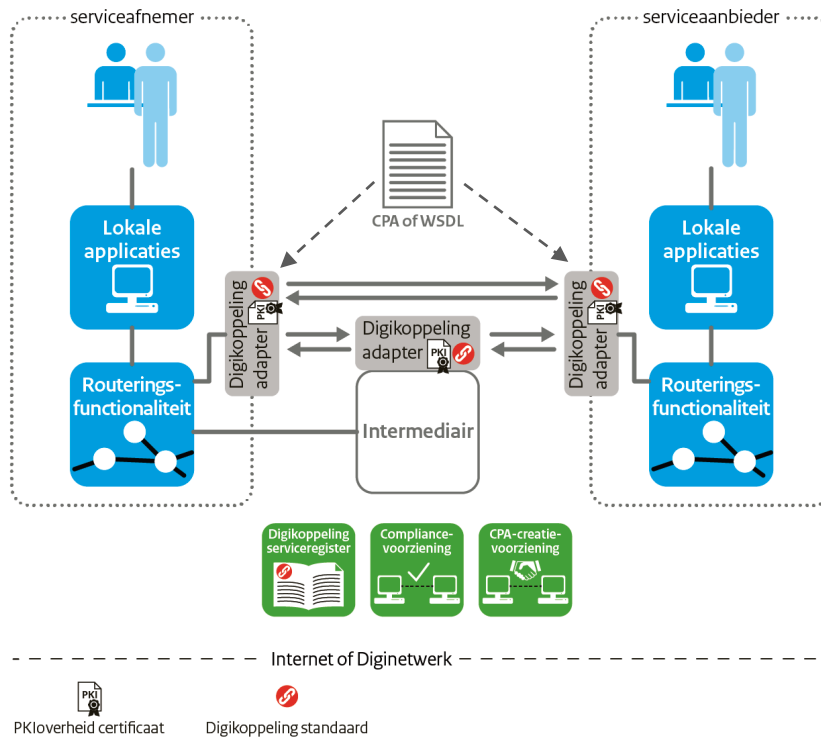 serviceafnemer
serviceaanbieder
CPA of WSDL
Lokale
applicaties
Lokale
applicaties
Digikoppeling
adapter
PKI
Digikoppeling
adapter
PKI
Digikoppeling
adapter
PKI
Routerings-
functionaliteit
Intermediair
Routerings-
functionaliteit
Digikoppeling
serviceregister
Compliance-
voorziening
CPA-creatie-
voorziening
Internet of Diginetwerk
PKI
PKIoverheid certificaat
Digikoppeling standaard